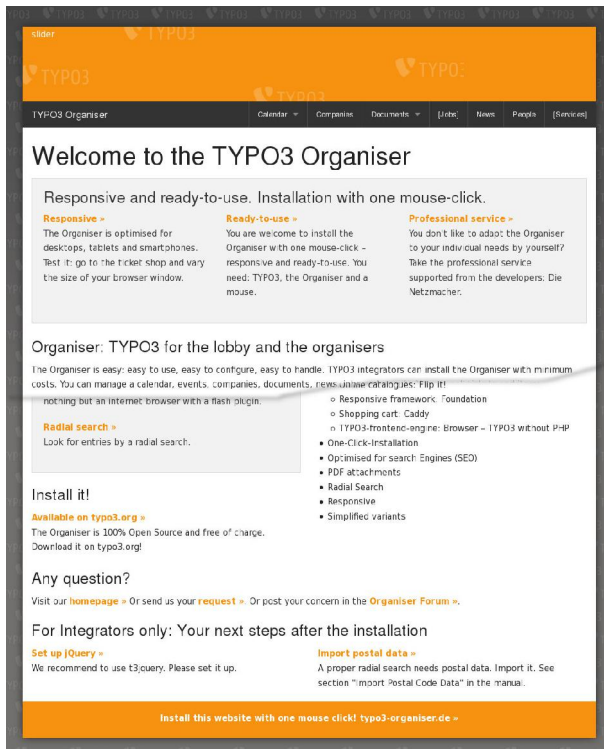 slider
TYPO3
TYPO3
TYPO3
TYPO3
TYPO3 Organiser
Calendar
Companies
Documents
[Jobs]
News
People
[Services]
Welcome to the TYPO3 Organiser
Responsive and ready-to-use. Installation with one mouse-click.
Responsive »
The Organiser is optimised for
desktops, tablets and smartphones.
Test it: go to the ticket shop and vary
the size of your browser window.
Ready-to-use »
You are welcome to install the
Organiser with one mouse-click –
responsive and ready-to-use. You
need: TYPO3, the Organiser and a
mouse.
Professional service »
You don't like to adapt the Organiser
to your individual needs by yourself?
Take the professional service
supported from the developers: Die
Netzmacher.
Organiser: TYPO3 for the lobby and the organisers
The Organiser is easy: easy to use, easy to configure, easy to handle. TYPO3 integrators can install the Organiser with minimum
costs. You can manage a calendar, events, companies, documents, news Online catalogues: Flip it!
nothing but an internet browser with a flash plugin.
Radial search »
Look for entries by a radial search.
Responsive framework: Foundation
Shopping cart: Caddy
TYPO3-frontend-engine: Browser – TYPO3 without PHP
One-Click-Installation
Optimised for search Engines (SEO)
PDF attachments
Radial Search
Responsive
Simplified variants
Install it!
Available on typo3.org »
The Organiser is 100% Open Source and free of charge.
Download it on typo3.org!
Any question?
Visit our homepage » Or send us your request ». Or post your concern in the Organiser Forum ».
For Integrators only: Your next steps after the installation
Set up jQuery »
We recommend to use t3jquery. Please set it up.
Import postal data »
A proper radial search needs postal data. Import it. See
section "Import Postal Code Data" in the manual.
Install this website with one mouse click! typo3-organiser.de »